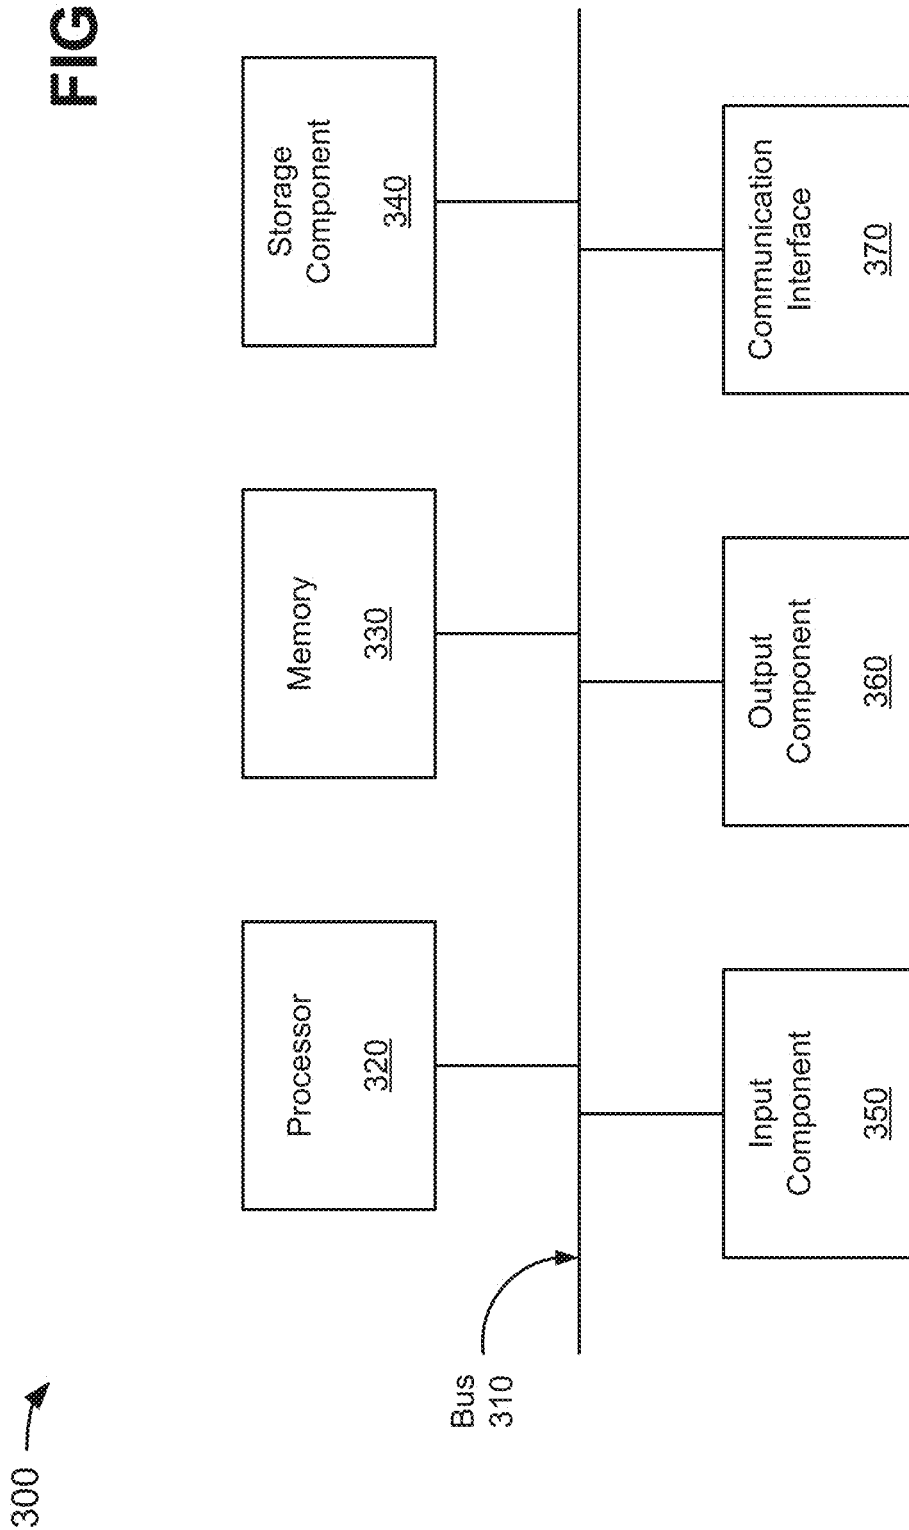 300
FIG
Processor
320
Memory
330
Storage
Component
340
Bus
310
Input
Component
350
Output
Component
360
Communication
Interface
370